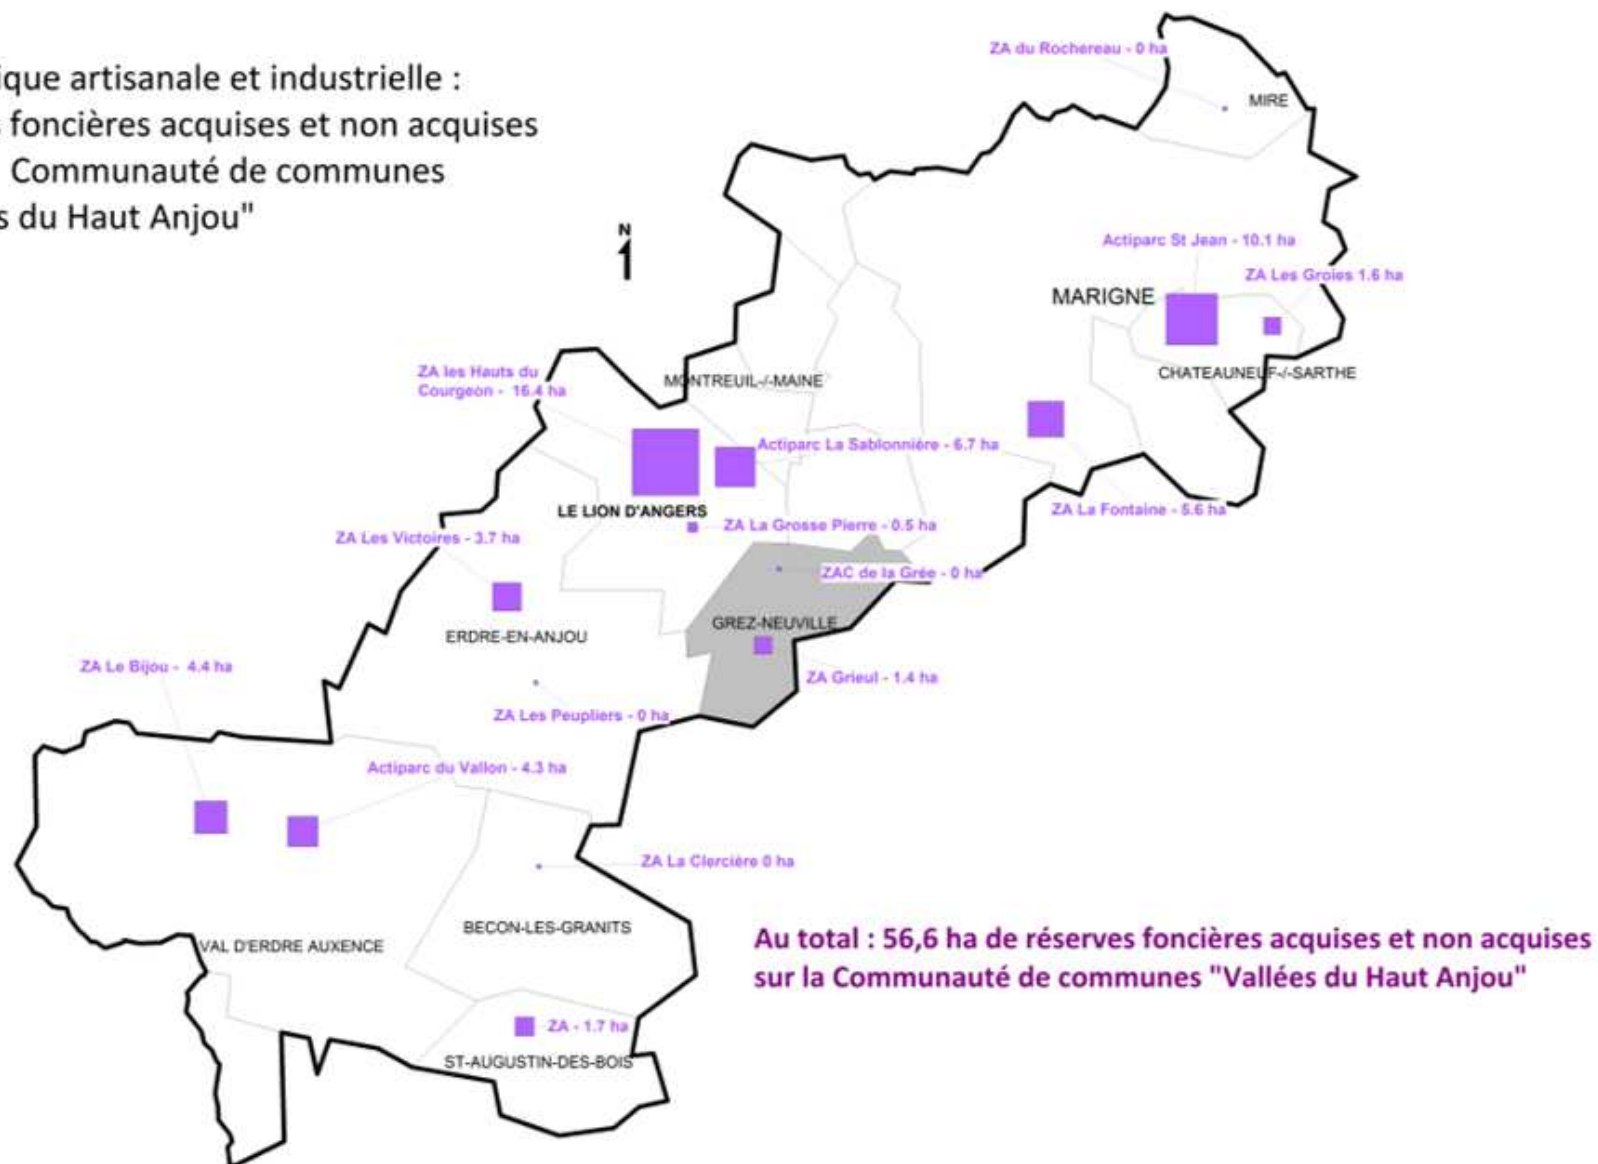 ique artisanale et industrielle :
foncières acquises et non acquises
Communauté de communes
s du Haut Anjou"
ZA du Rochereau - 0 ha
MIRE
N
Actiparc St Jean - 10.1 ha
ZA Les Groies 1.6 ha
MARIGNE
CHATEAUNEUF-/-SARTHE
ZA les Hauts du
Courgeon - 16.4 ha
MONTREUIL-/-MAINE
Actiparc La Sablonnière - 6.7 ha
LE LION D'ANGERS
ZA La Fontaine - 5.6 ha
ZA La Grosse Pierre - 0.5 ha
ZA Les Victoires - 3.7 ha
ZAC de la Grée - 0 ha
GREZ-NEUVILLE
ERDRE-EN-ANJOU
ZA Le Bijou - 4.4 ha
ZA Grieul - 1.4 ha
ZA Les Peupliers - 0 ha
Actiparc du Vallon - 4.3 ha
ZA La Clercière 0 ha
BECON-LES-GRANITS
VAL D'ERDRE AUXENCE
Au total : 56,6 ha de réserves foncières acquises et non acquises
sur la Communauté de communes "Vallées du Haut Anjou"
ZA - 1.7 ha
ST-AUGUSTIN-DES-BOIS